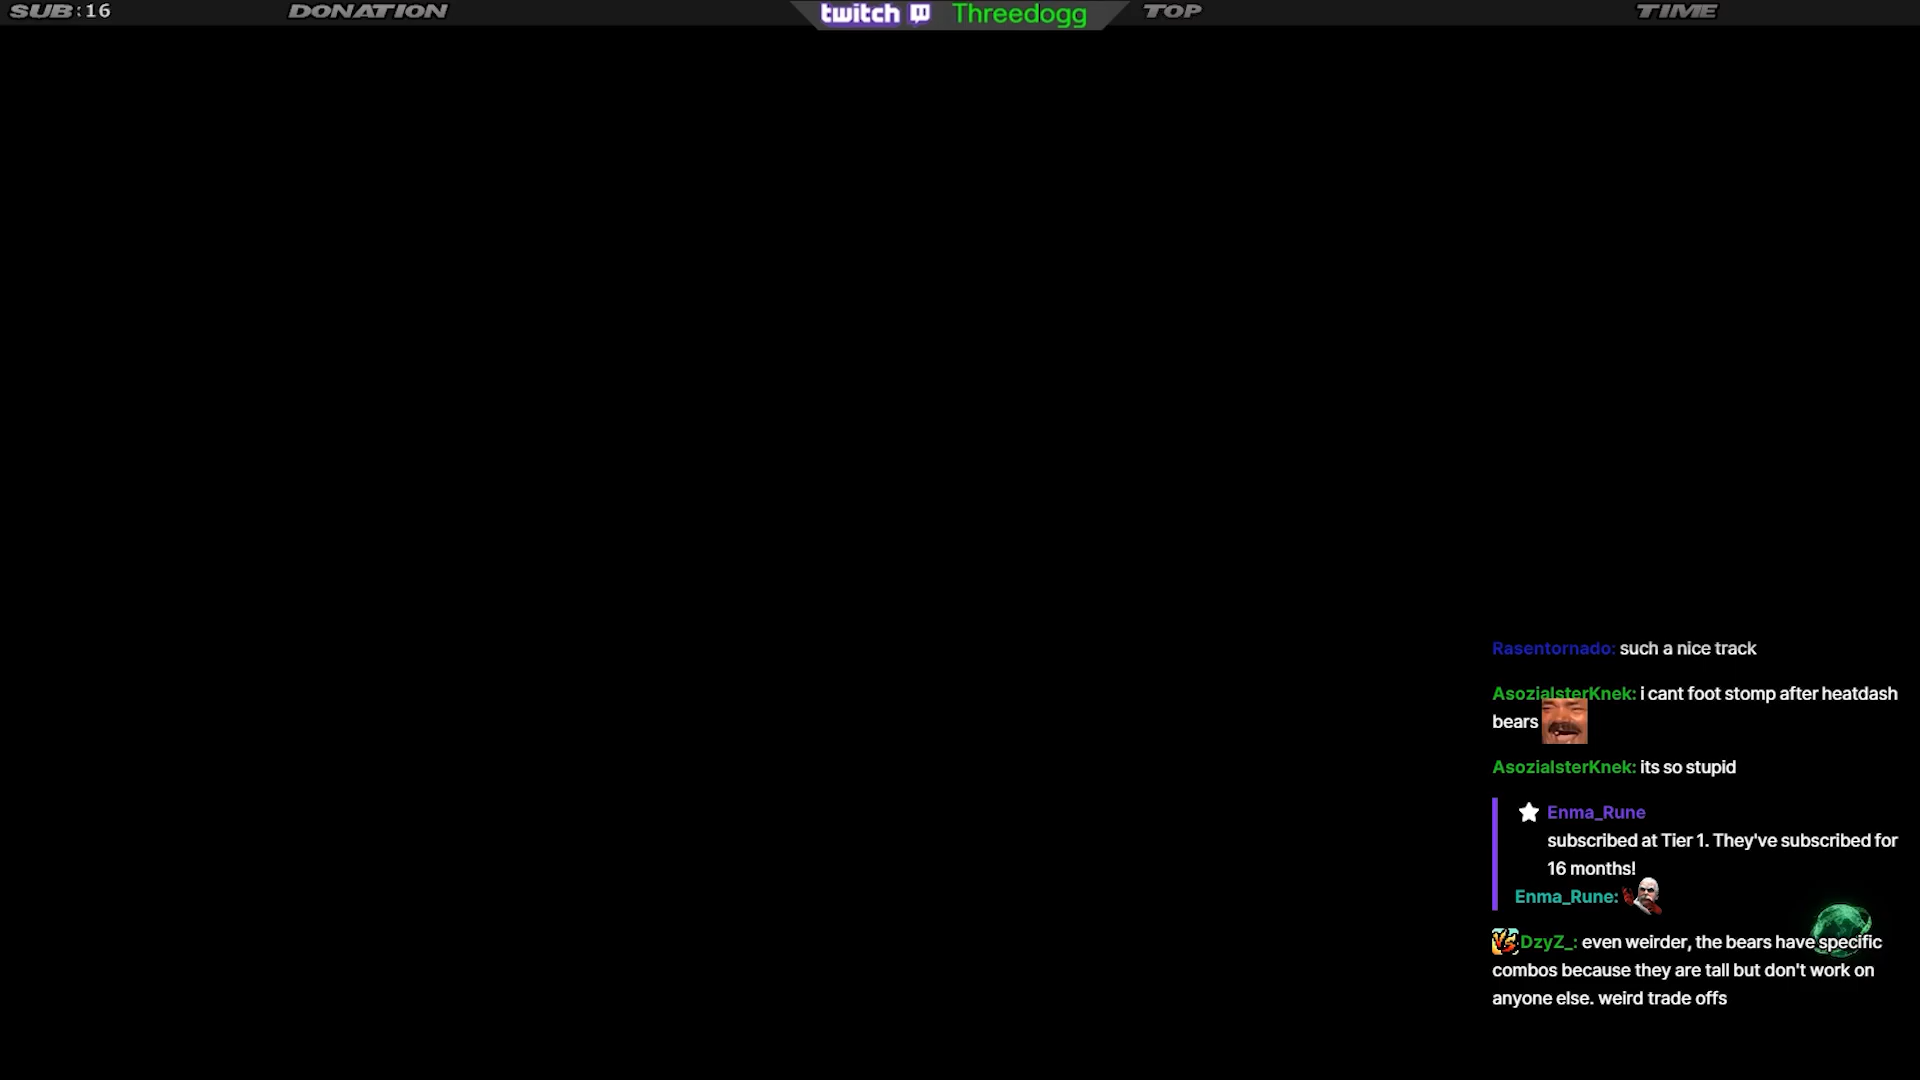 SUB:16 DONATION twitch Threedogg TOP TIME
Rasentornado: such a nice track
AsozialsterKnek: i cant foot stomp after heatdash
bears
AsozialsterKnek: its so stupid
Enma_Rune
subscribed at Tier 1. They've subscribed for
16 months!
Enma_Rune:
DzyZ_: even weirder, the bears have specific
combos because they are tall but don't work on
anyone else. weird trade offs